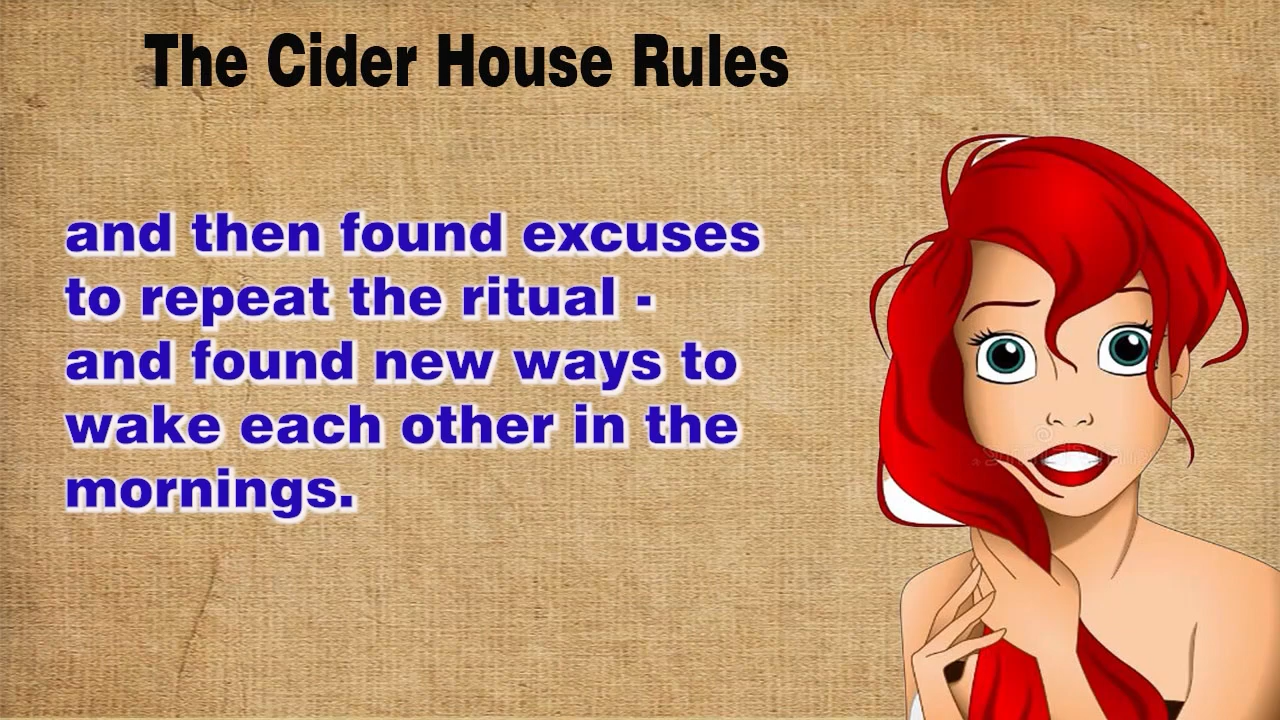 The Cider House Rules
and then found excuses
to repeat the ritual -
and found new ways to
wake each other in the
mornings.